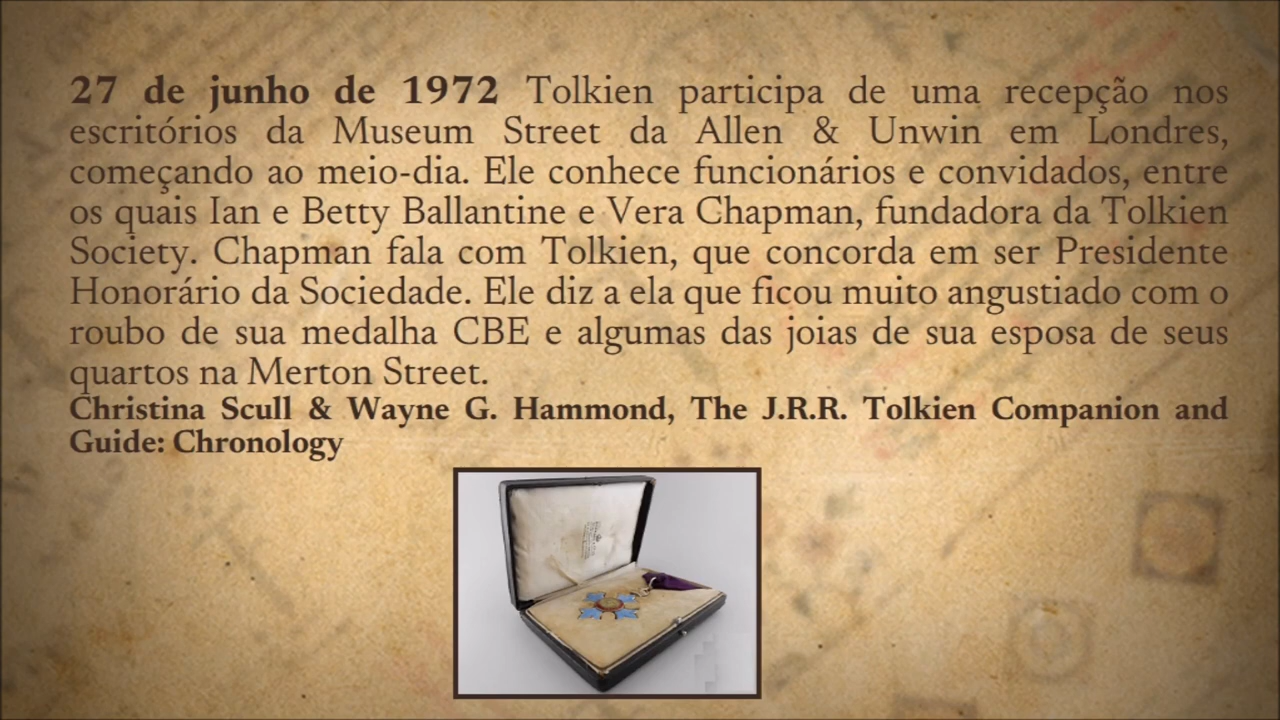 27 de junho de 1972 Tolkien participa de uma recepção nos
escritórios da Museum Street da Allen & Unwin em Londres,
começando ao meio-dia. Ele conhece funcionários e convidados, entre
os quais Ian e Betty Ballantine e Vera Chapman, fundadora da Tolkien
Society. Chapman fala com Tolkien, que concorda em ser Presidente
Honorário da Sociedade. Ele diz a ela que ficou muito angustiado com o
roubo de sua medalha CBE e algumas das joias de sua esposa de seus
quartos na Merton Street.
Christina Scull & Wayne G. Hammond, The J.R.R. Tolkien Companion and
Guide: Chronology